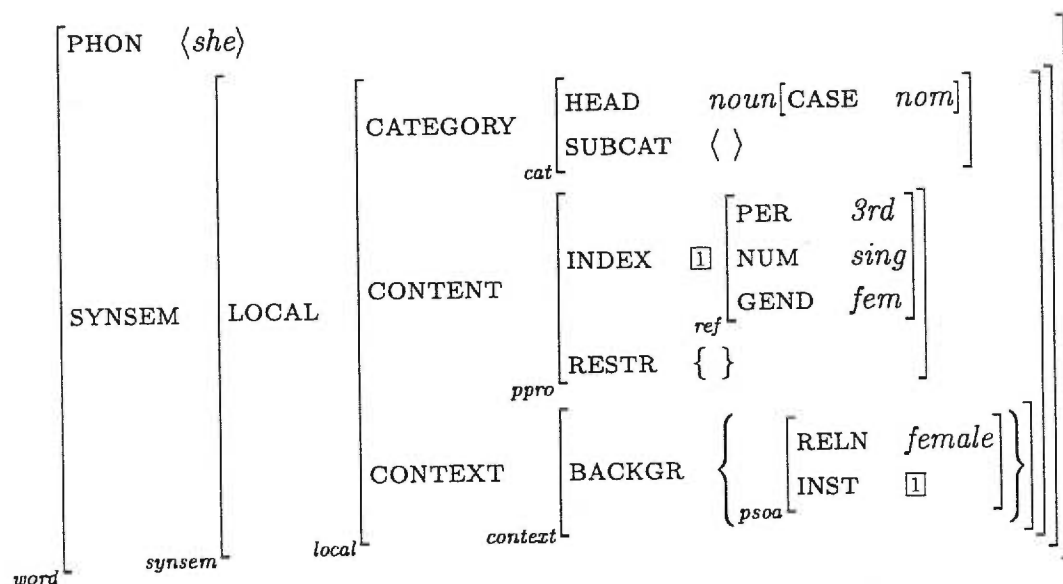 PHON ⟨she⟩
HEAD noun[CASE nom]
CATEGORY
SUBCAT ⟨ ⟩
cat
PER 3rd
INDEX 1 NUM sing
CONTENT
GEND fem
SYNSEM LOCAL
ref
RESTR { }
ppro
RELN female
CONTEXT BACKGR
INST 1
psoa
context
local
synsem
word